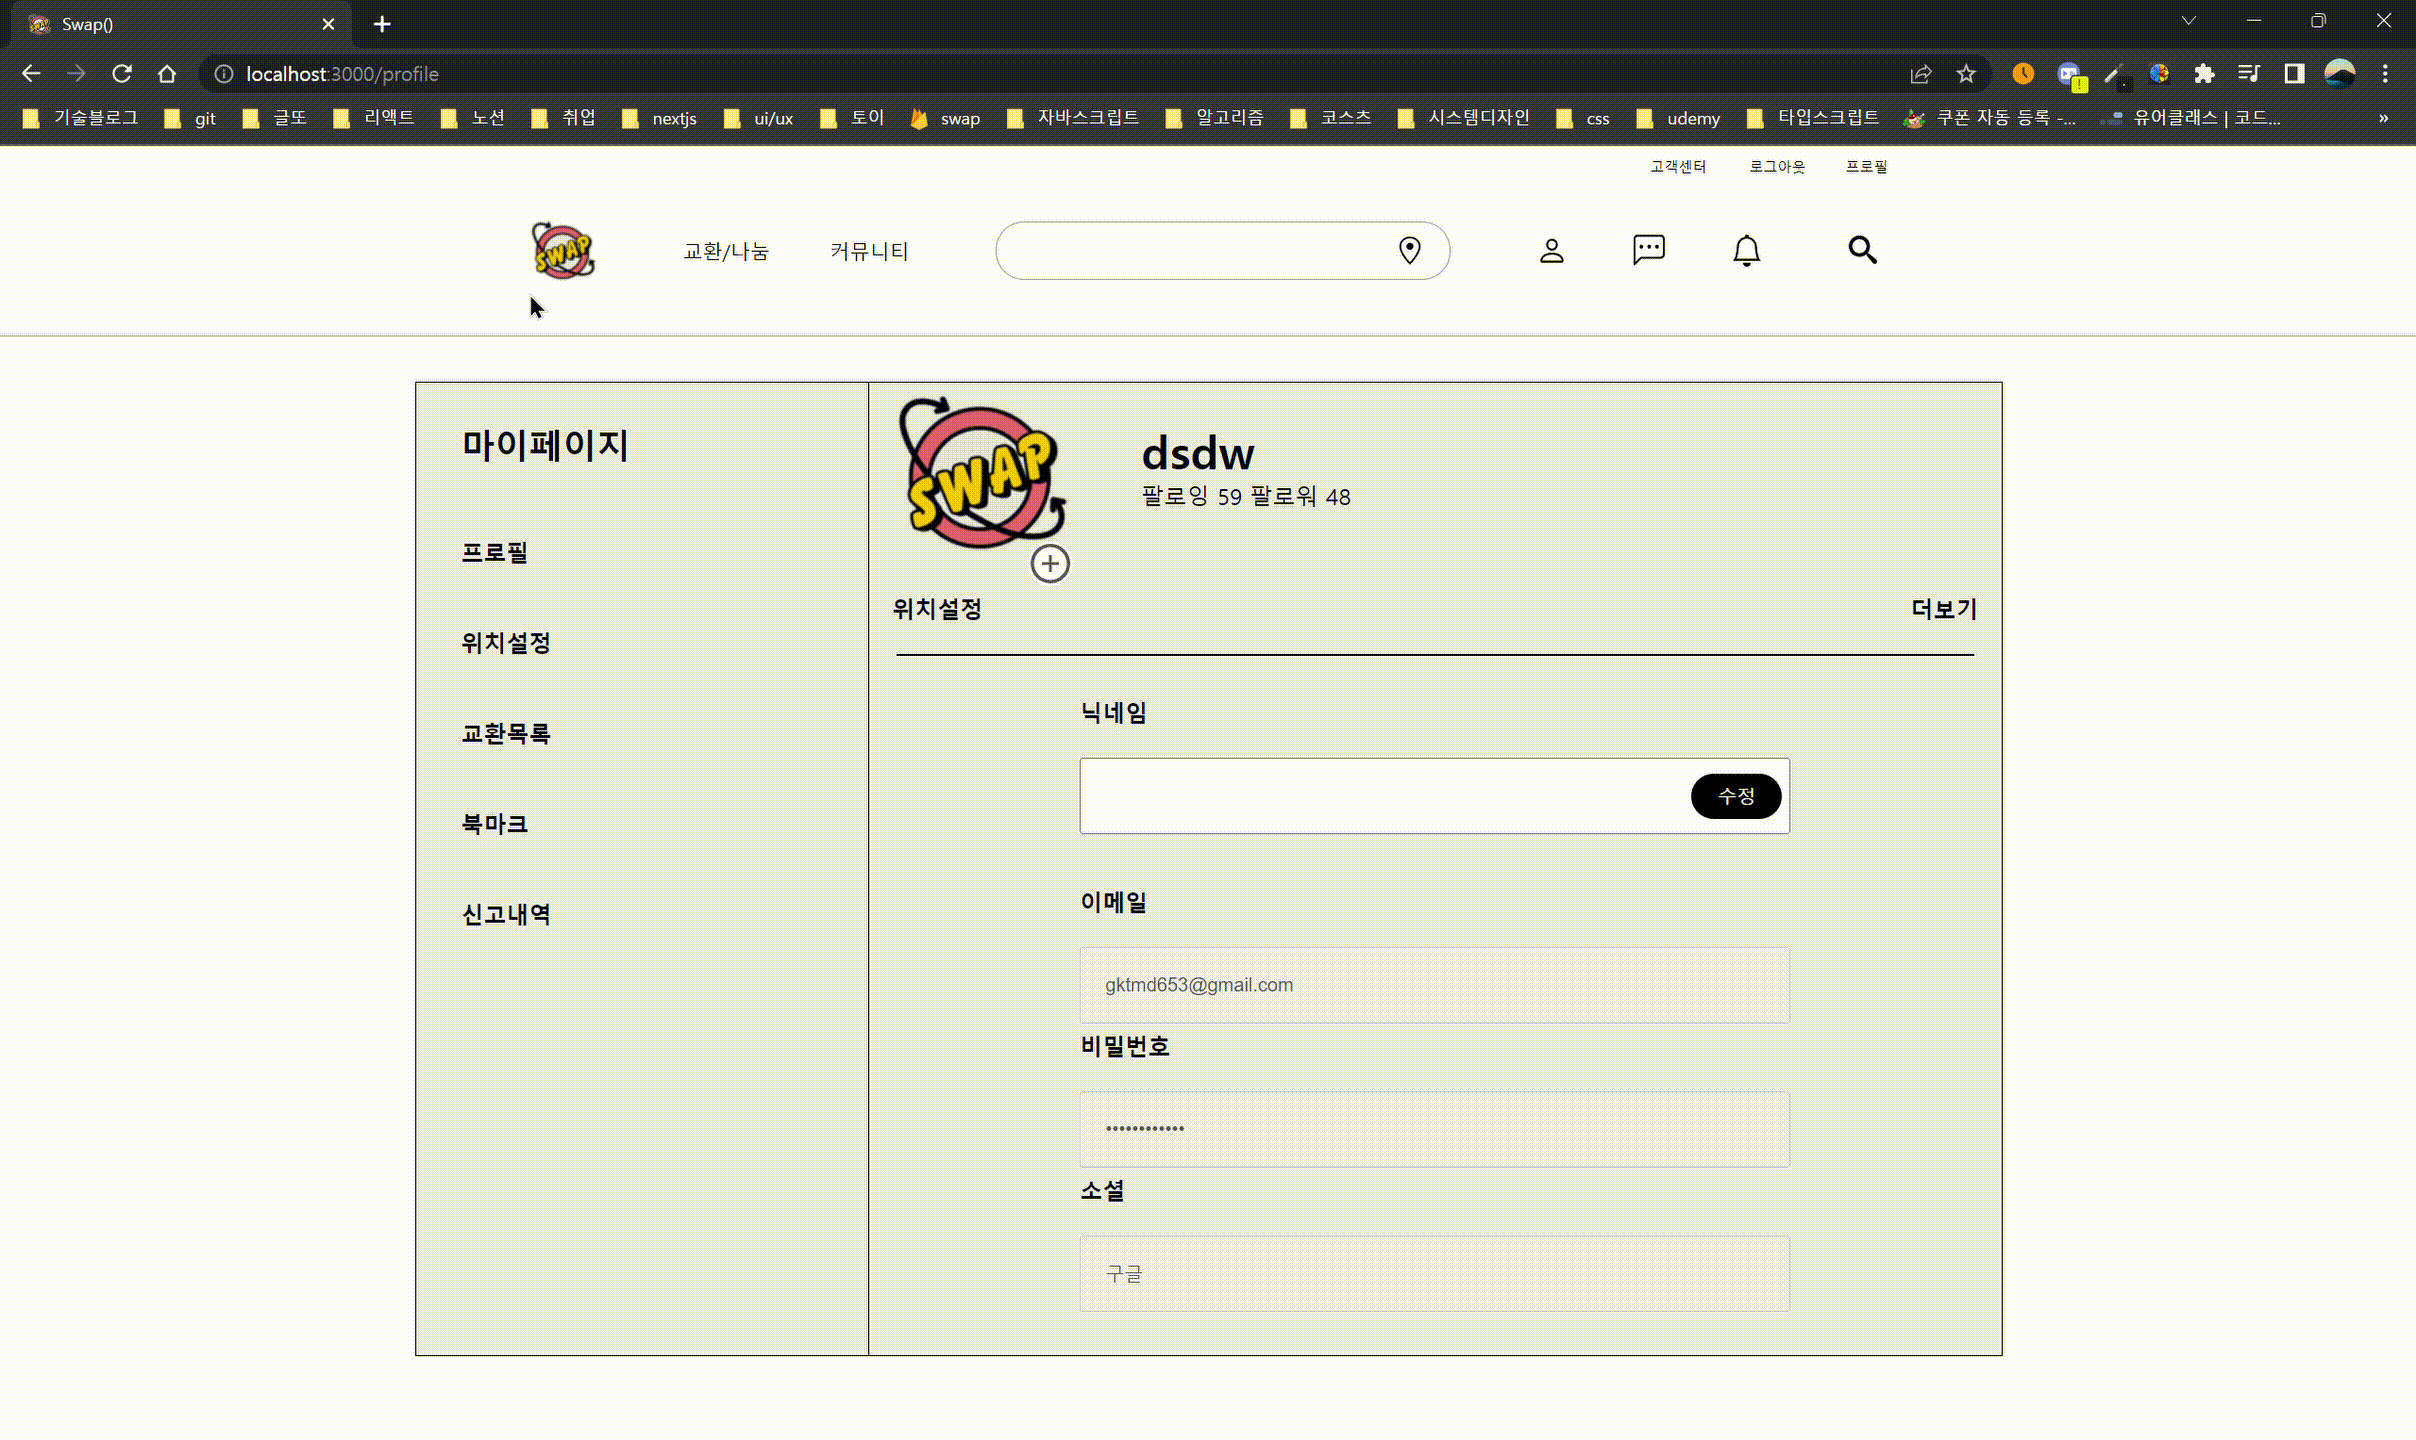 Swap()
localhost:3000/profile
기술블로그 git 글또 리액트 노션 취업 nextjs ui/ux 토이 swap 자바스크립트 알고리즘 코스츠 시스템디자인 css udemy 타입스크립트 쿠폰 자동 등록 -... 유어클래스 | 코드... »
고객센터 로그아웃 프로필
SWAP 교환/나눔 커뮤니티
마이페이지
프로필
위치설정
교환목록
북마크
신고내역
SWAP
dsdw
팔로잉 59 팔로워 48
위치설정 더보기
닉네임
수정
이메일
gktmd653@gmail.com
비밀번호
••••••••••••
소셜
구글